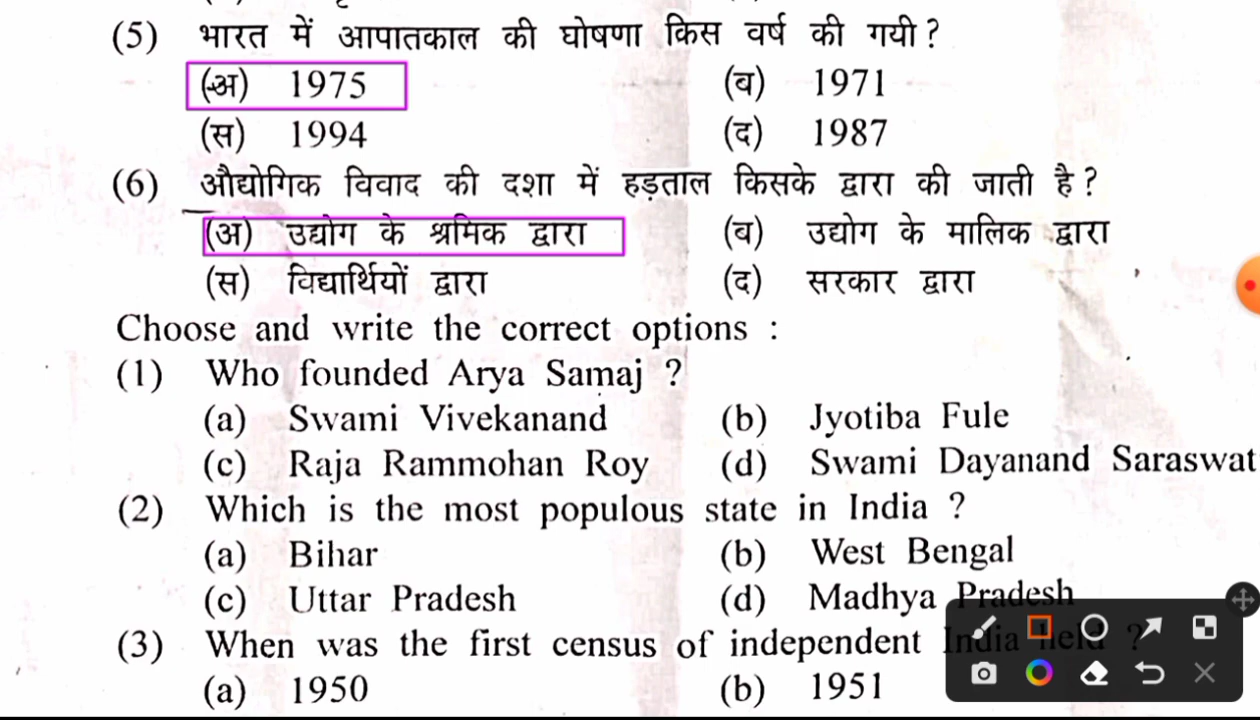 (5) भारत में आपातकाल की घोषणा किस वर्ष की गयी ?
(अ) 1975 (ब) 1971
(स) 1994 (द) 1987
(6) औद्योगिक विवाद की दशा में हड़ताल किसके द्वारा की जाती है ?
(अ) उद्योग के श्रमिक द्वारा (ब) उद्योग के मालिक द्वारा
(स) विद्यार्थियों द्वारा (द) सरकार द्वारा
Choose and write the correct options :
(1) Who founded Arya Samaj ?
(a) Swami Vivekanand (b) Jyotiba Fule
(c) Raja Rammohan Roy (d) Swami Dayanand Saraswat
(2) Which is the most populous state in India ?
(a) Bihar (b) West Bengal
(c) Uttar Pradesh (d) Madhya Pradesh
(3) When was the first census of independent India held ?
(a) 1950 (b) 1951